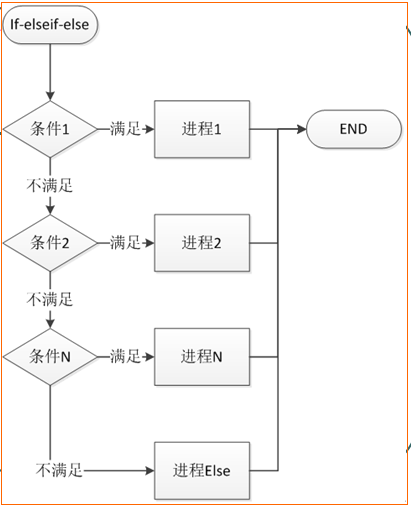 If-elseif-else
条件1
满足
进程1
END
不满足
条件2
满足
进程2
不满足
条件N
满足
进程N
不满足
进程Else